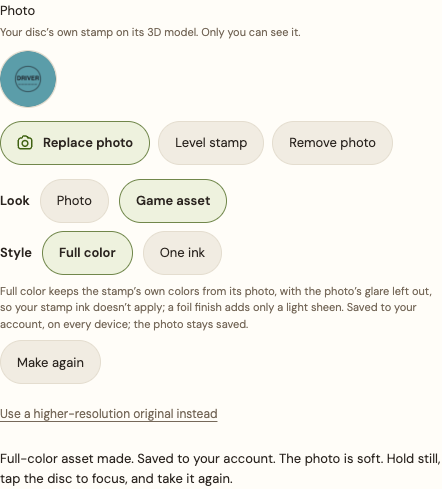 Photo
Your disc’s own stamp on its 3D model. Only you can see it.
DRIVER
Replace photo
Level stamp
Remove photo
Look
Photo
Game asset
Style
Full color
One ink
Full color keeps the stamp’s own colors from its photo, with the photo’s glare left out,
so your stamp ink doesn’t apply; a foil finish adds only a light sheen. Saved to your
account, on every device; the photo stays saved.
Make again
Use a higher-resolution original instead
Full-color asset made. Saved to your account. The photo is soft. Hold still,
tap the disc to focus, and take it again.